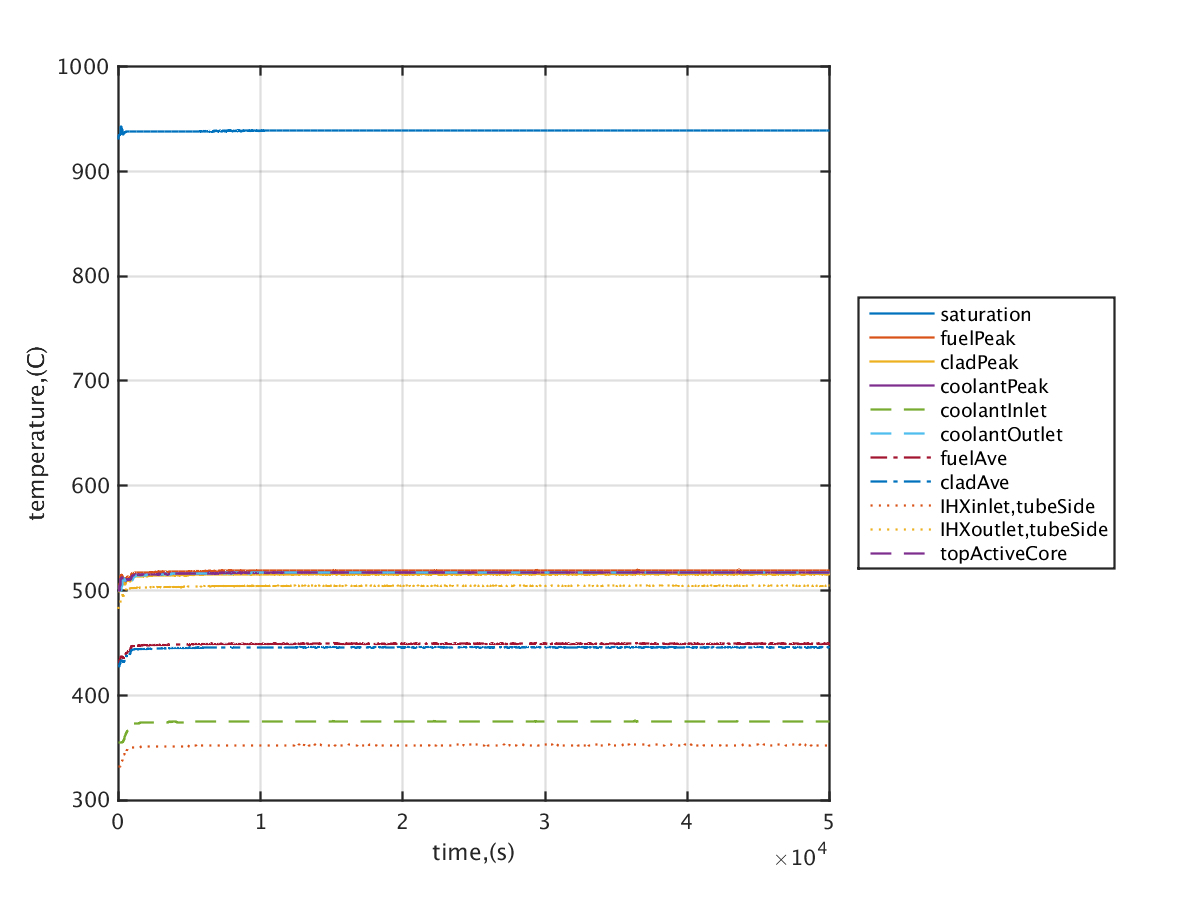 1000
900
800
700
600
500
400
300
temperature,(C)
0 1 2 3 4 5
time,(s)
×10⁴
saturation
fuelPeak
cladPeak
coolantPeak
coolantInlet
coolantOutlet
fuelAve
cladAve
IHXinlet,tubeSide
IHXoutlet,tubeSide
topActiveCore